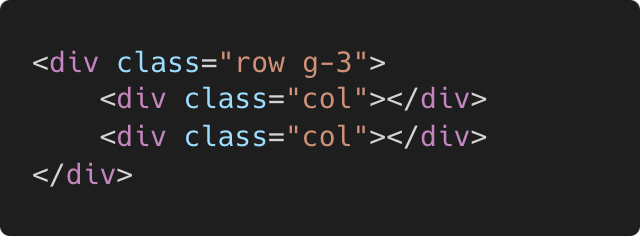 <div class="row g-3">
    <div class="col"></div>
    <div class="col"></div>
</div>